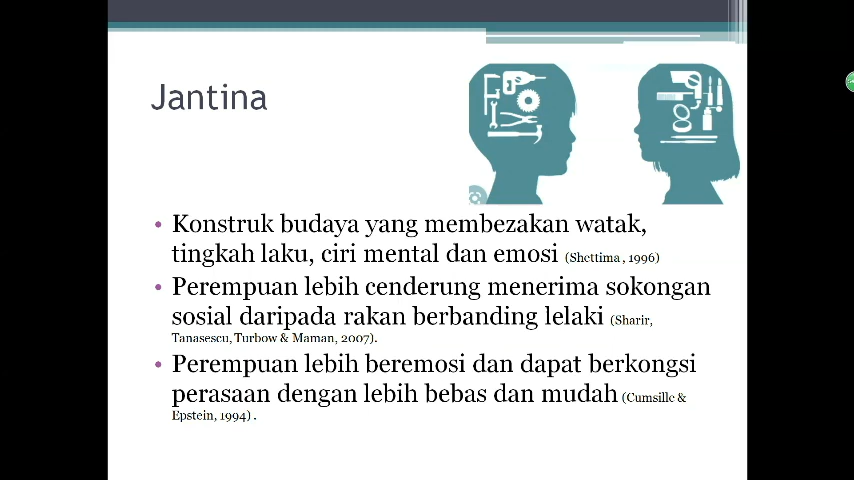 Jantina
• Konstruk budaya yang membezakan watak,
tingkah laku, ciri mental dan emosi (Shettima , 1996)
• Perempuan lebih cenderung menerima sokongan
sosial daripada rakan berbanding lelaki (Sharir,
Tanasescu, Turbow & Maman, 2007).
• Perempuan lebih beremosi dan dapat berkongsi
perasaan dengan lebih bebas dan mudah (Cumsille &
Epstein, 1994) .